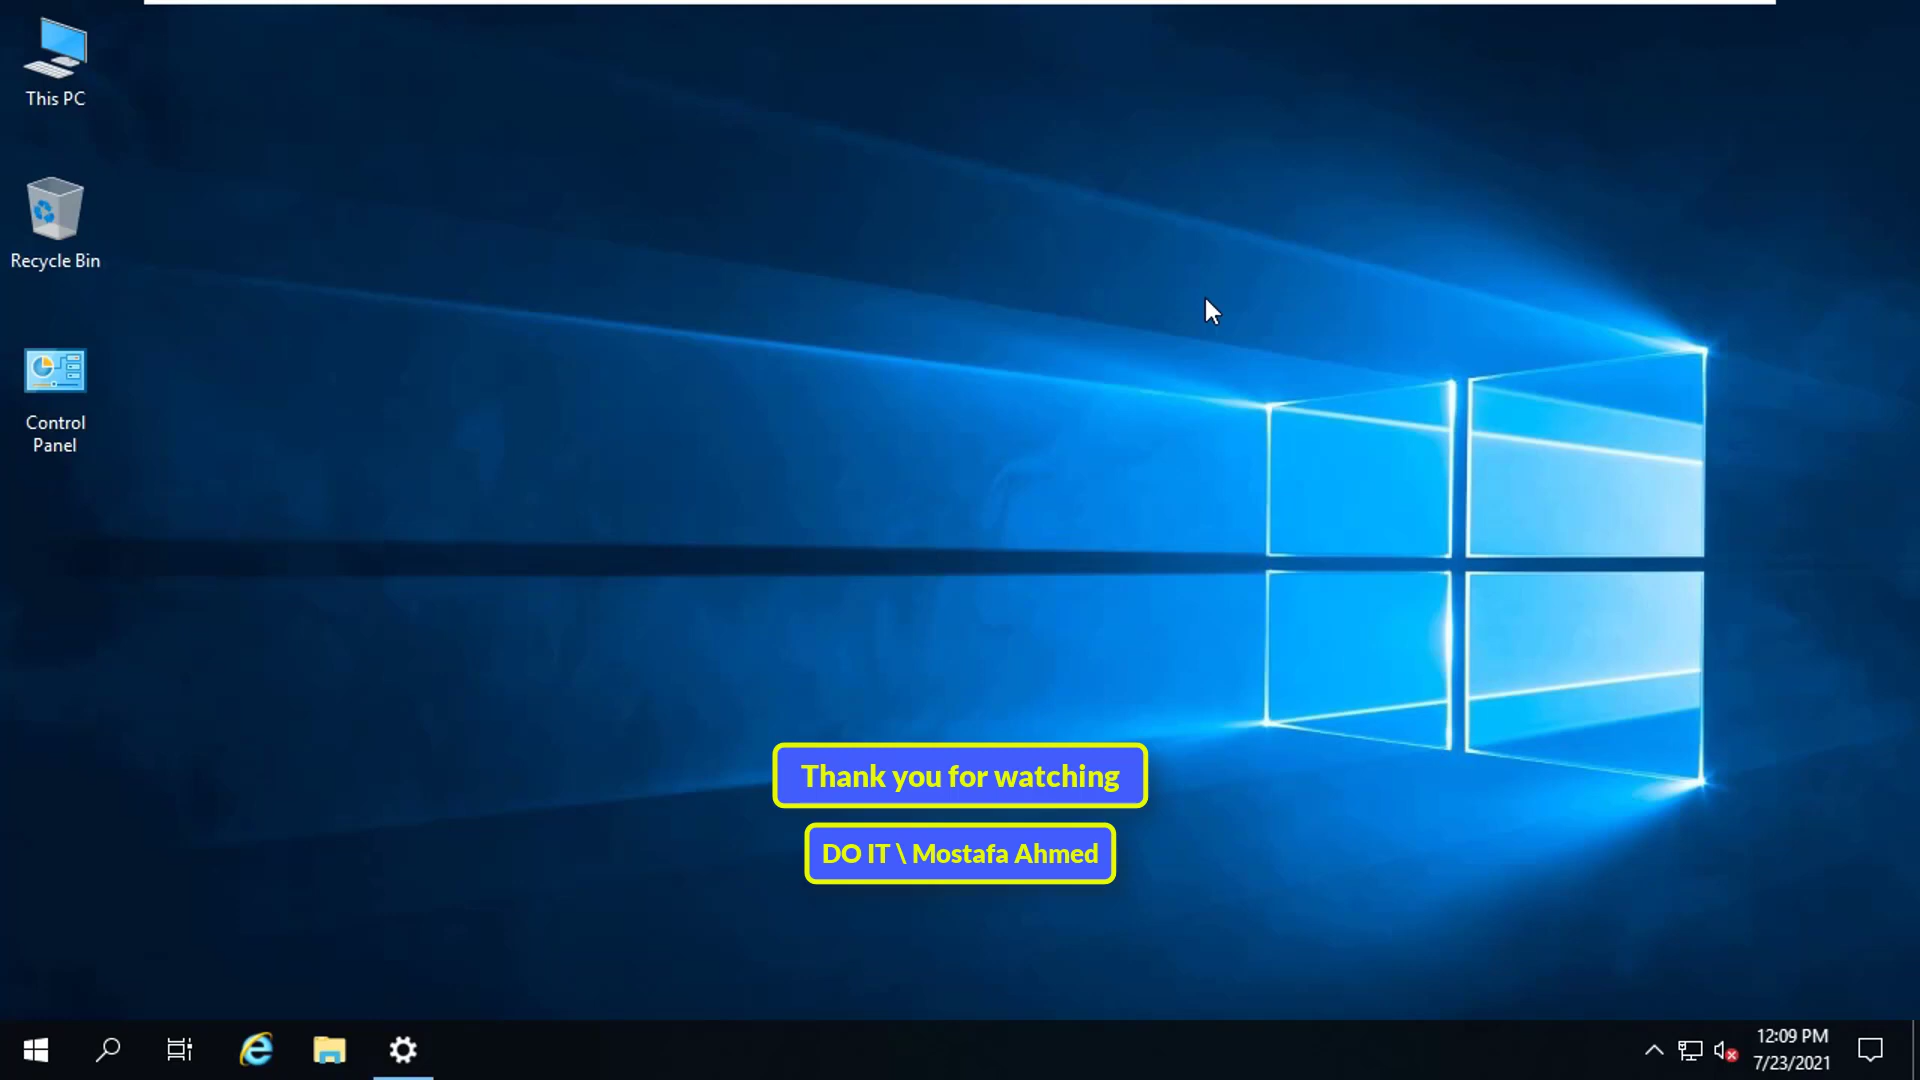 This PC
Recycle Bin
Control
Panel
Thank you for watching
DO IT \ Mostafa Ahmed
12:09 PM
7/23/2021